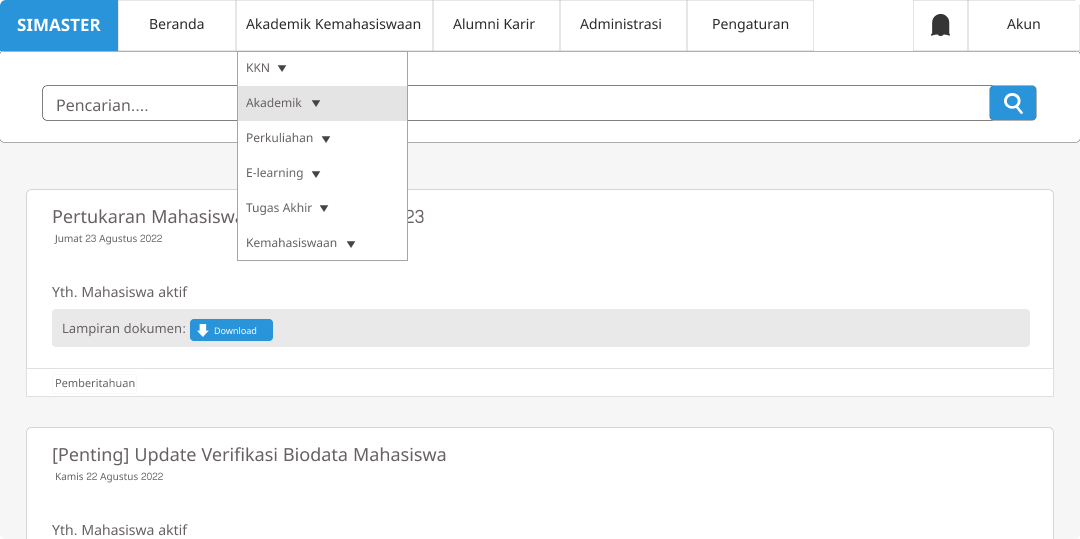 SIMASTER
Beranda
Akademik Kemahasiswaan
Alumni Karir
Administrasi
Pengaturan
Akun
KKN
Akademik
Perkuliahan
E-learning
Tugas Akhir
Kemahasiswaan
Pencarian....
Pertukaran 23
Jumat 23 Agustus 2022
Yth. Mahasiswa aktif
Lampiran dokumen: Download
Pemberitahuan
[Penting] Update Verifikasi Biodata Mahasiswa
Kamis 22 Agustus 2022
Yth. Mahasiswa aktif